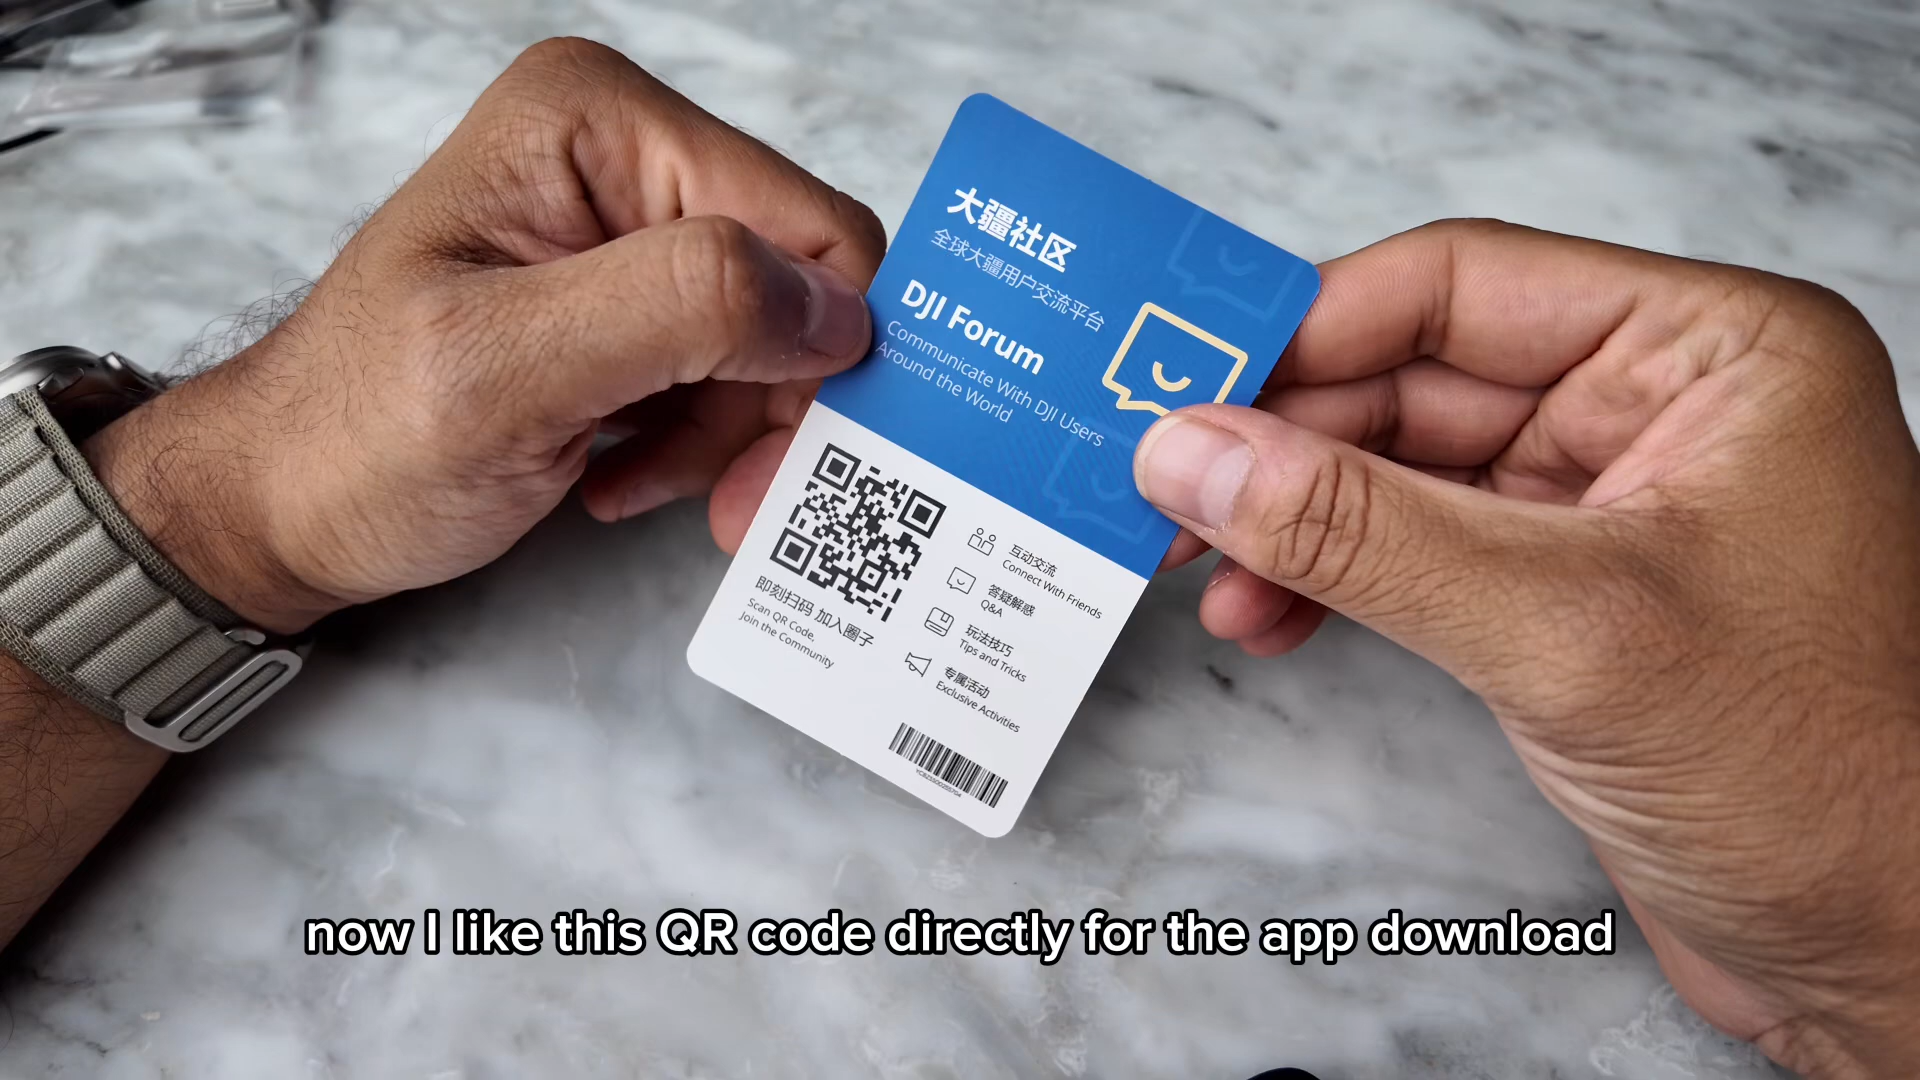 大疆社区
全球大疆用户交流平台
DJI Forum
Communicate With DJI Users
Around the World
即刻扫码 加入圈子
Scan QR Code,
Join the Community
互动交流
Connect With Friends
答疑解惑
Q&A
玩法技巧
Tips and Tricks
专属活动
Exclusive Activities
now I like this QR code directly for the app download